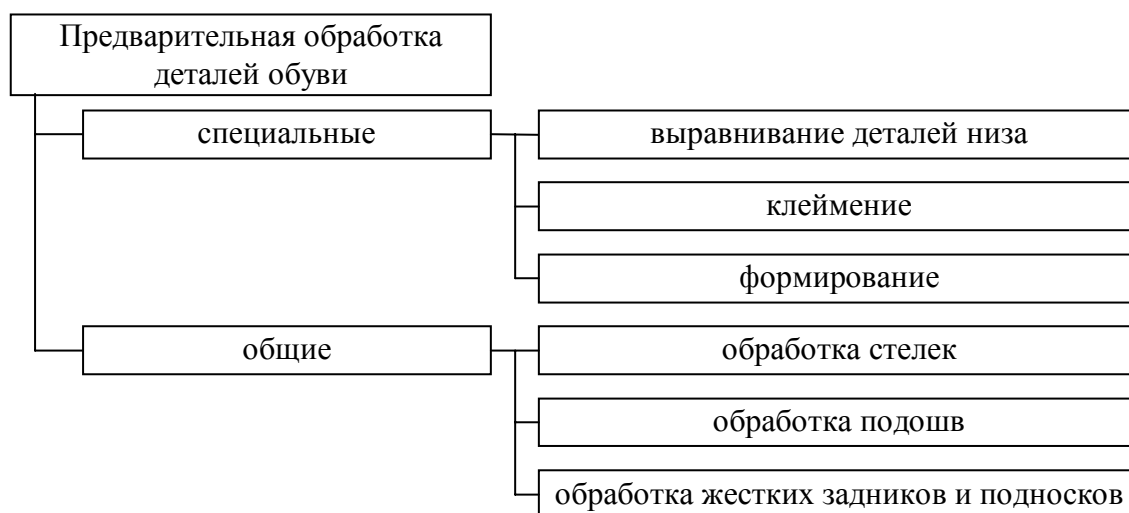 Предварительная обработка
деталей обуви
специальные
выравнивание деталей низа
клеймение
формирование
общие
обработка стелек
обработка подошв
обработка жестких задников и подносков